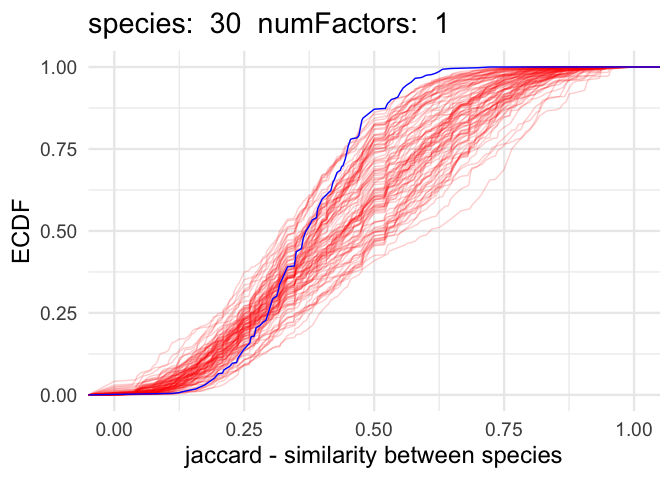 species:  30  numFactors:  1
1.00
0.75
0.50
0.25
0.00
ECDF
0.00 0.25 0.50 0.75 1.00
jaccard - similarity between species